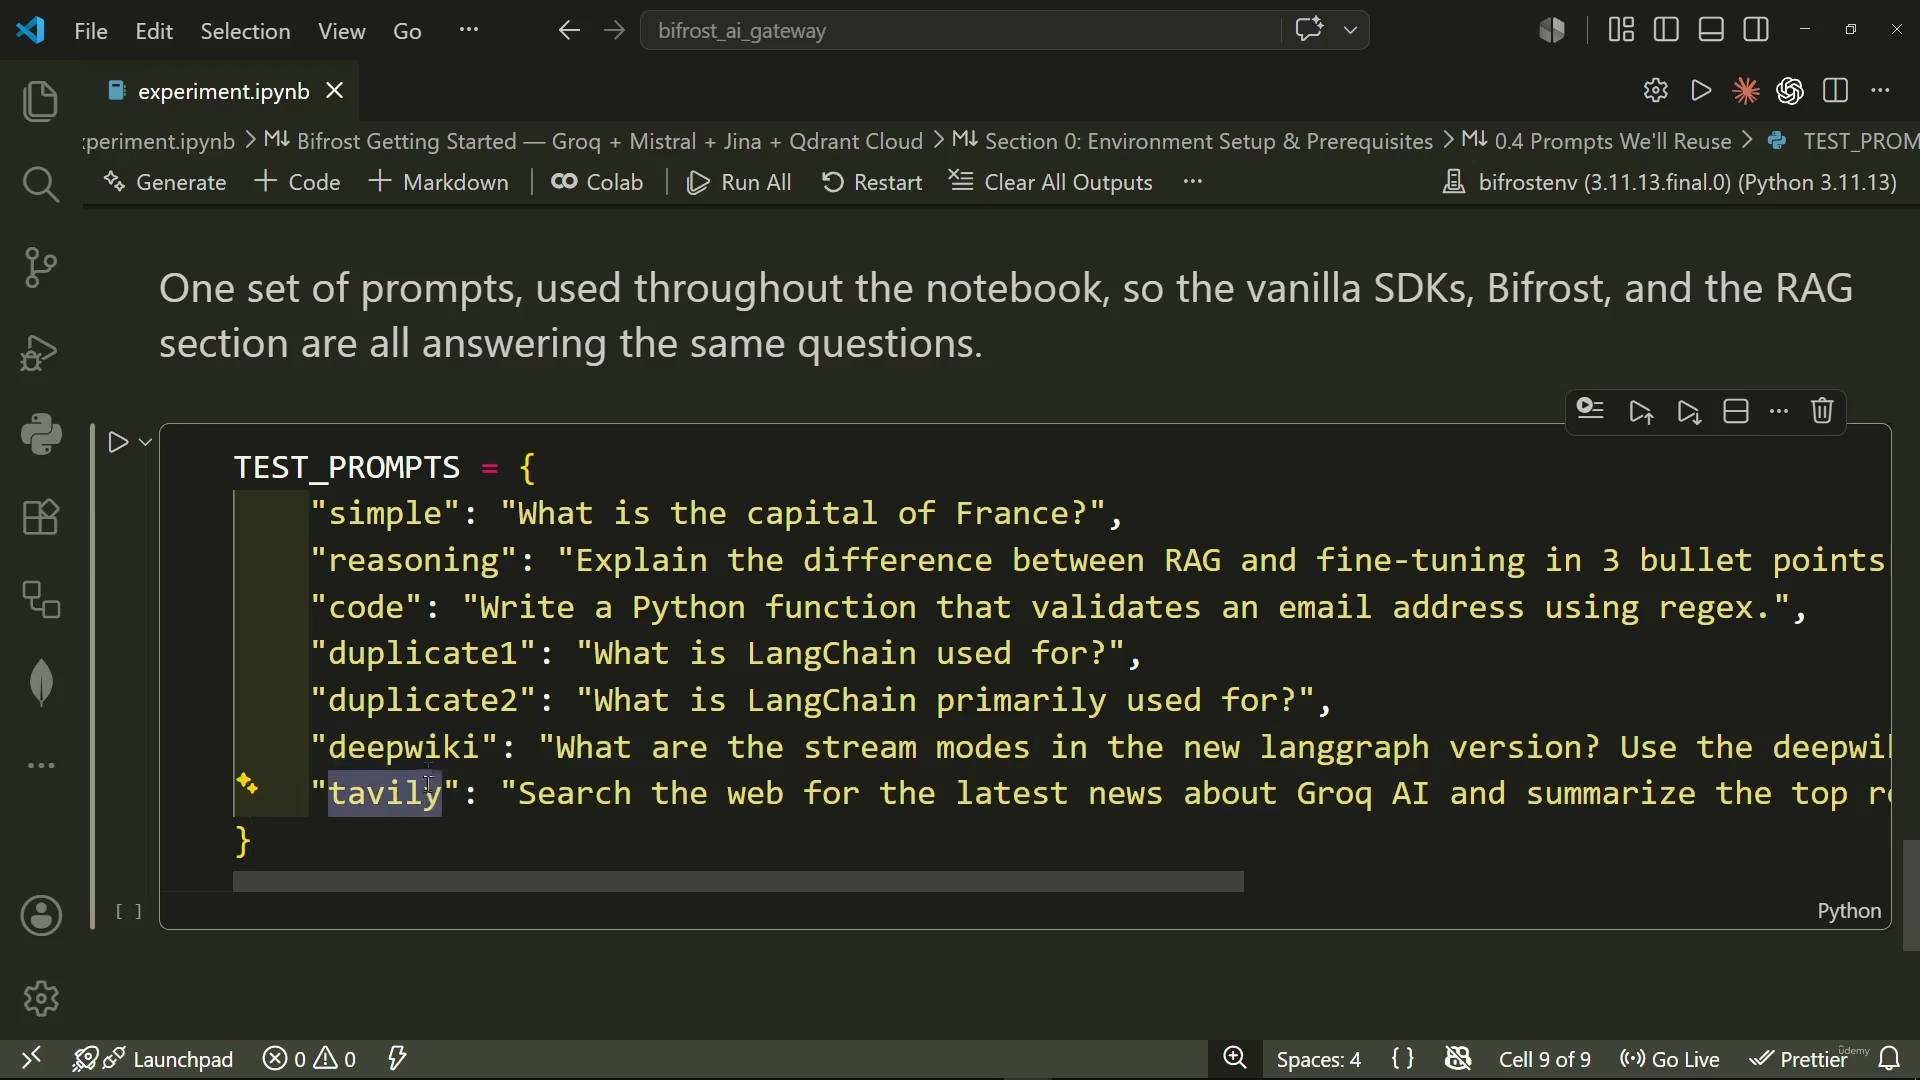 File Edit Selection View Go ···
bifrost_ai_gateway
experiment.ipynb
xperiment.ipynb > M↓ Bifrost Getting Started — Groq + Mistral + Jina + Qdrant Cloud > M↓ Section 0: Environment Setup & Prerequisites > M↓ 0.4 Prompts We'll Reuse > TEST_PROM
Generate + Code + Markdown Colab Run All Restart Clear All Outputs ··· bifrostenv (3.11.13.final.0) (Python 3.11.13)
One set of prompts, used throughout the notebook, so the vanilla SDKs, Bifrost, and the RAG
section are all answering the same questions.
TEST_PROMPTS = {
"simple": "What is the capital of France?",
"reasoning": "Explain the difference between RAG and fine-tuning in 3 bullet points
"code": "Write a Python function that validates an email address using regex.",
"duplicate1": "What is LangChain used for?",
"duplicate2": "What is LangChain primarily used for?",
"deepwiki": "What are the stream modes in the new langgraph version? Use the deepwi
"tavily": "Search the web for the latest news about Groq AI and summarize the top r
}
[ ]
Python
Launchpad 0 0 Spaces: 4 { } Cell 9 of 9 Go Live Prettier
udemy